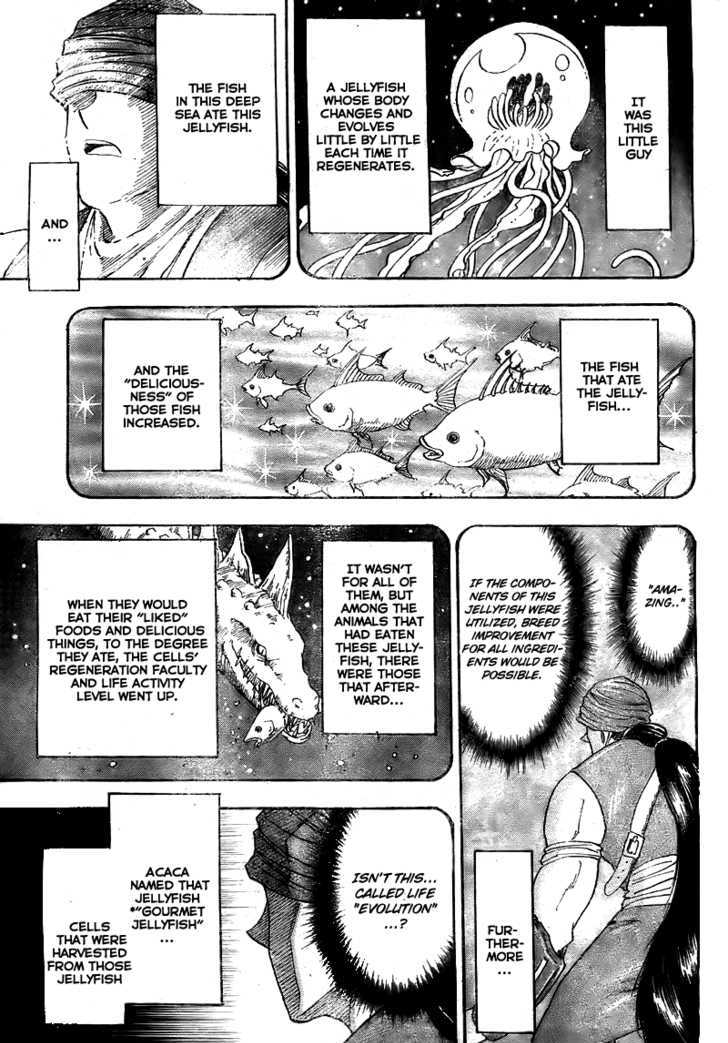 IT
WAS THIS
LITTLE
GUY
A JELLYFISH
WHOSE BODY
CHANGES AND
EVOLVES
LITTLE BY LITTLE
EACH TIME IT
REGENERATES.
THE FISH
IN THIS DEEP
SEA ATE THIS
JELLYFISH.
AND
...
THE FISH
THAT ATE
THE JELLY-
FISH...
AND THE
"DELICIOUS-
NESS" OF
THOSE FISH
INCREASED.
"AMA-
ZING.."
IF THE COMPO-
NENTS OF THIS
JELLYFISH WERE
UTILIZED, BREED
IMPROVEMENT
FOR ALL INGREDI-
ENTS WOULD BE
POSSIBLE.
FUR-
THER-
MORE
...
IT WASN'T
FOR ALL OF
THEM, BUT
AMONG THE
ANIMALS THAT
HAD EATEN
THESE JELLY-
FISH, THERE
WERE THOSE
THAT AFTER-
WARD...
WHEN THEY WOULD
EAT THEIR "LIKED"
FOODS AND DELICIOUS
THINGS, TO THE DEGREE
THEY ATE, THE CELLS'
REGENERATION FACULTY
AND LIFE ACTIVITY
LEVEL WENT UP.
ISN'T THIS...
CALLED LIFE
"EVOLUTION"
...?
ACACA
NAMED THAT
JELLYFISH
*"GOURMET
JELLYFISH"
...
CELLS
THAT WERE
HARVESTED
FROM THOSE
JELLYFISH